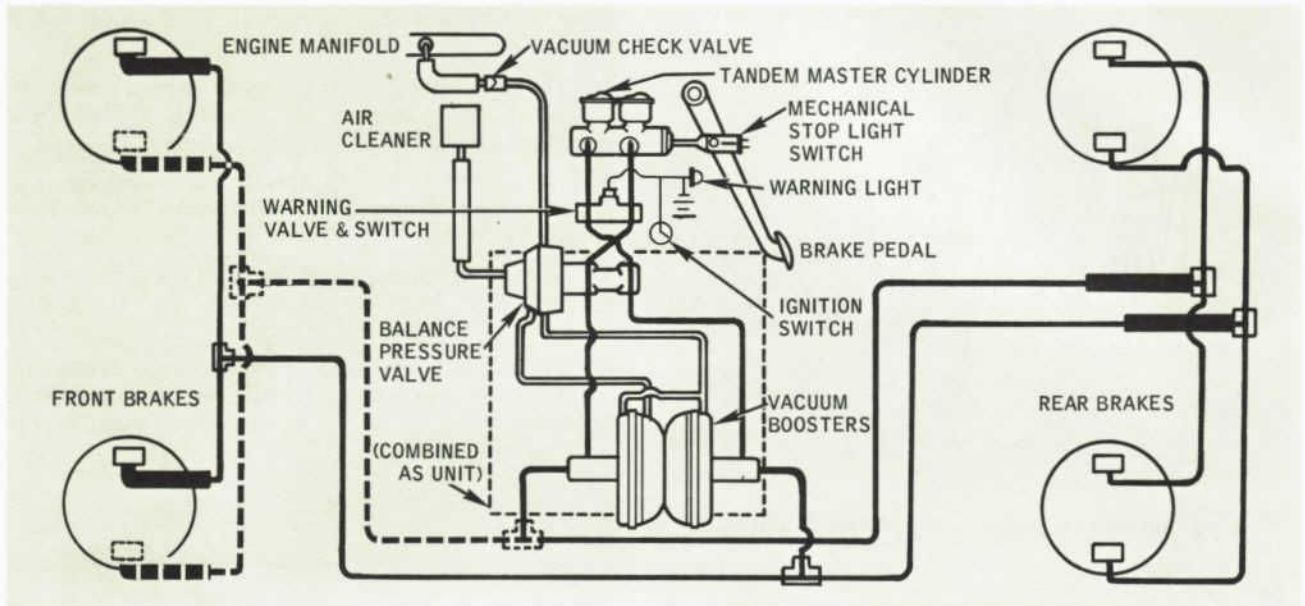 ENGINE MANIFOLD
VACUUM CHECK VALVE
TANDEM MASTER CYLINDER
AIR
CLEANER
MECHANICAL
STOP LIGHT
SWITCH
WARNING LIGHT
WARNING
VALVE & SWITCH
BRAKE PEDAL
IGNITION
SWITCH
BALANCE
PRESSURE
VALVE
FRONT BRAKES
VACUUM
BOOSTERS
REAR BRAKES
(COMBINED
AS UNIT)